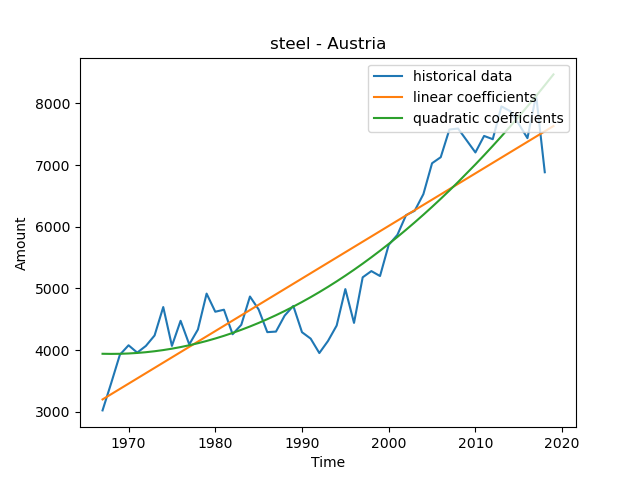 steel - Austria
historical data
linear coefficients
quadratic coefficients
8000
7000
6000
5000
4000
3000
Amount
1970 1980 1990 2000 2010 2020
Time